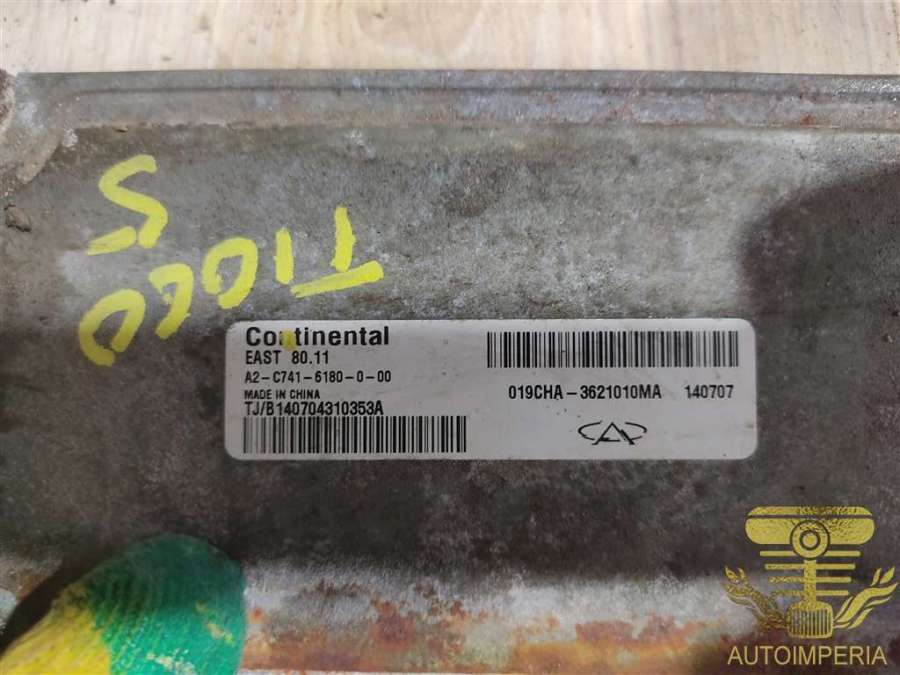 TIGGO
5
Continental
EAST 80.11
A2-C741-6180-0-00
MADE IN CHINA
TJ/B140704310353A
019CHA-3621010MA 140707
AUTOIMPERIA